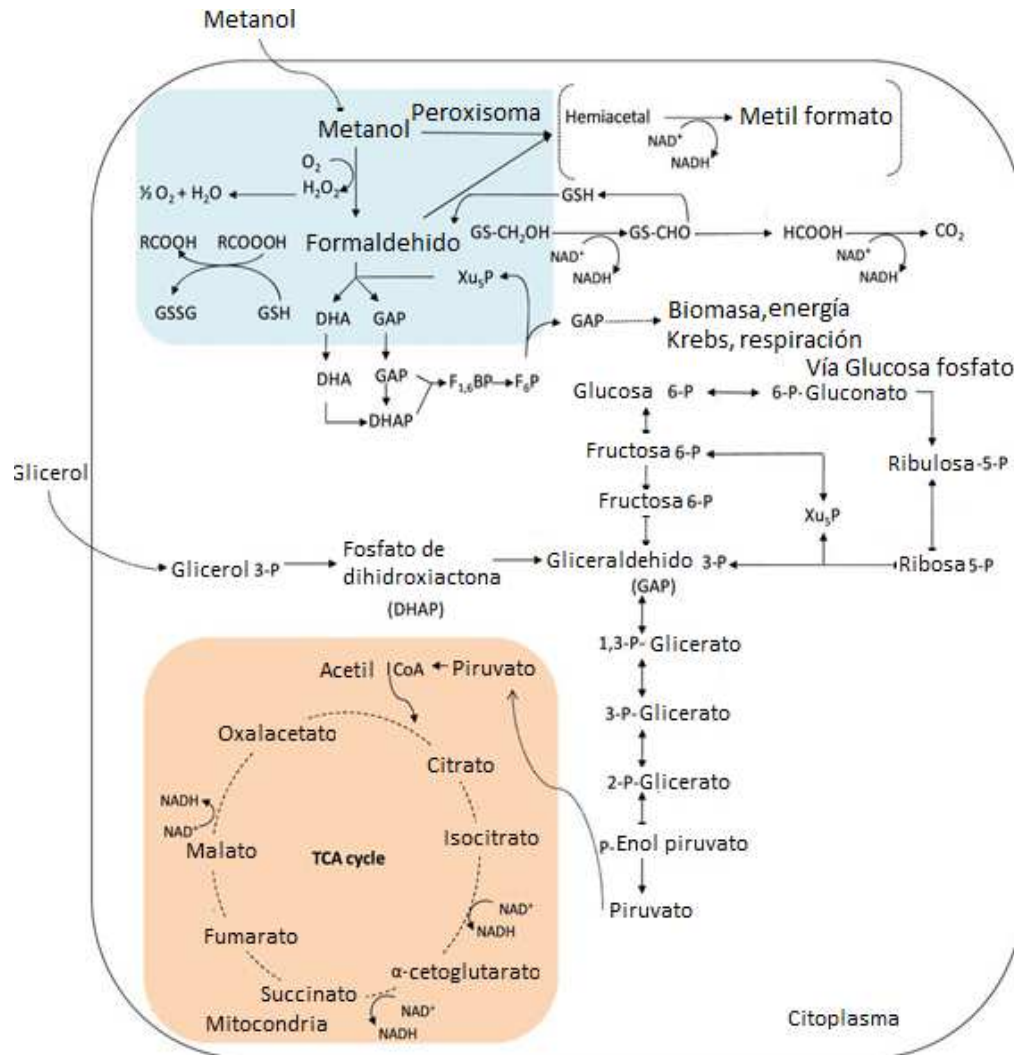 Metanol
Peroxisoma
Metanol
Hemiacetal
Metil formato
NAD⁺
NADH
O₂
H₂O₂
½ O₂ + H₂O
GSH
Formaldehido
GS-CH₂OH
GS-CHO
HCOOH
CO₂
NAD⁺
NADH
NAD⁺
NADH
RCOOH
RCOOOH
Xu₅P
GSSG
GSH
DHA
GAP
GAP
Biomasa, energía
Krebs, respiración
DHA
GAP
F₁,₆BP
F₆P
DHAP
Vía Glucosa fosfato
Glucosa 6-P
6-P-Gluconato
Fructosa 6-P
Ribulosa-5-P
Glicerol
Fructosa 6-P
Xu₅P
Glicerol 3-P
Fosfato de
dihidroxiactona
(DHAP)
Gliceraldehido 3-P
(GAP)
Ribosa 5-P
1,3-P-Glicerato
3-P-Glicerato
2-P-Glicerato
P-Enol piruvato
Piruvato
Acetil CoA
Piruvato
Oxalacetato
Citrato
NADH
NAD⁺
Malato
TCA cycle
Isocitrato
NAD⁺
NADH
Fumarato
α-cetoglutarato
Succinato
NAD⁺
NADH
Mitocondria
Citoplasma